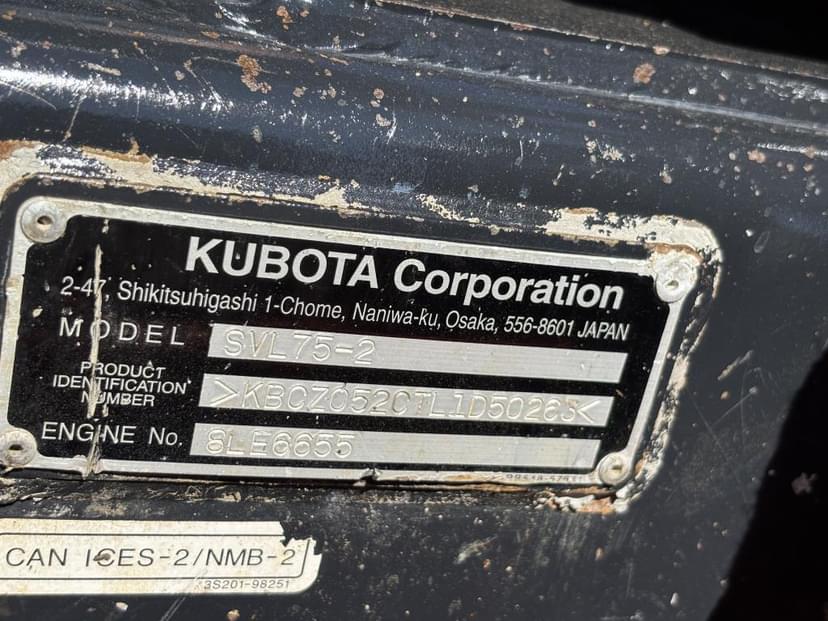 KUBOTA Corporation
2-47, Shikitsuhigashi 1-Chome, Naniwa-ku, Osaka, 556-8601 JAPAN
MODEL SVL75-2
PRODUCT
IDENTIFICATION
NUMBER >KBCZ052CTL1D50263<
ENGINE No. 8LE6655
CAN ICES-2/NMB-2
3S201-98251